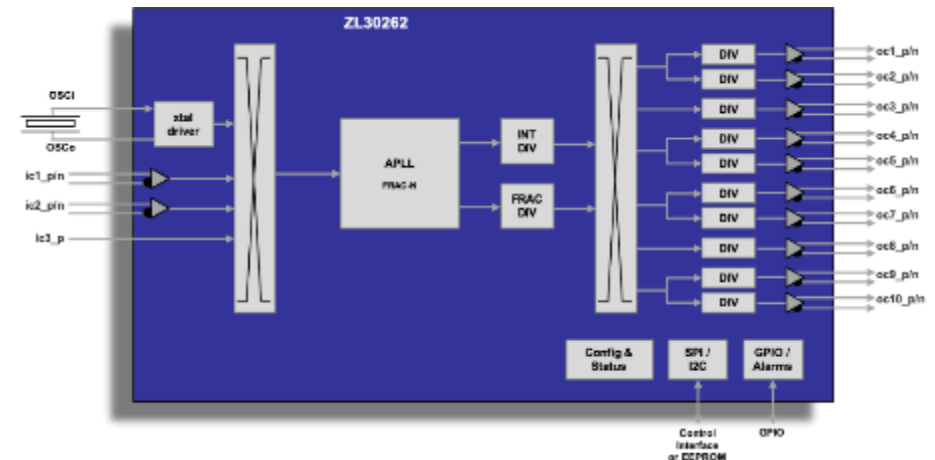 ZL30262
OSCI
xtal
driver
OSCo
ic1_p/n
ic2_p/n
ic3_p
APLL
FRAC-N
INT
DIV
FRAC
DIV
DIV
DIV
DIV
DIV
DIV
DIV
DIV
DIV
DIV
DIV
oc1_p/n
oc2_p/n
oc3_p/n
oc4_p/n
oc5_p/n
oc6_p/n
oc7_p/n
oc8_p/n
oc9_p/n
oc10_p/n
Config &
Status
SPI /
I2C
GPIO /
Alarms
Control
Interface
or EEPROM
GPIO